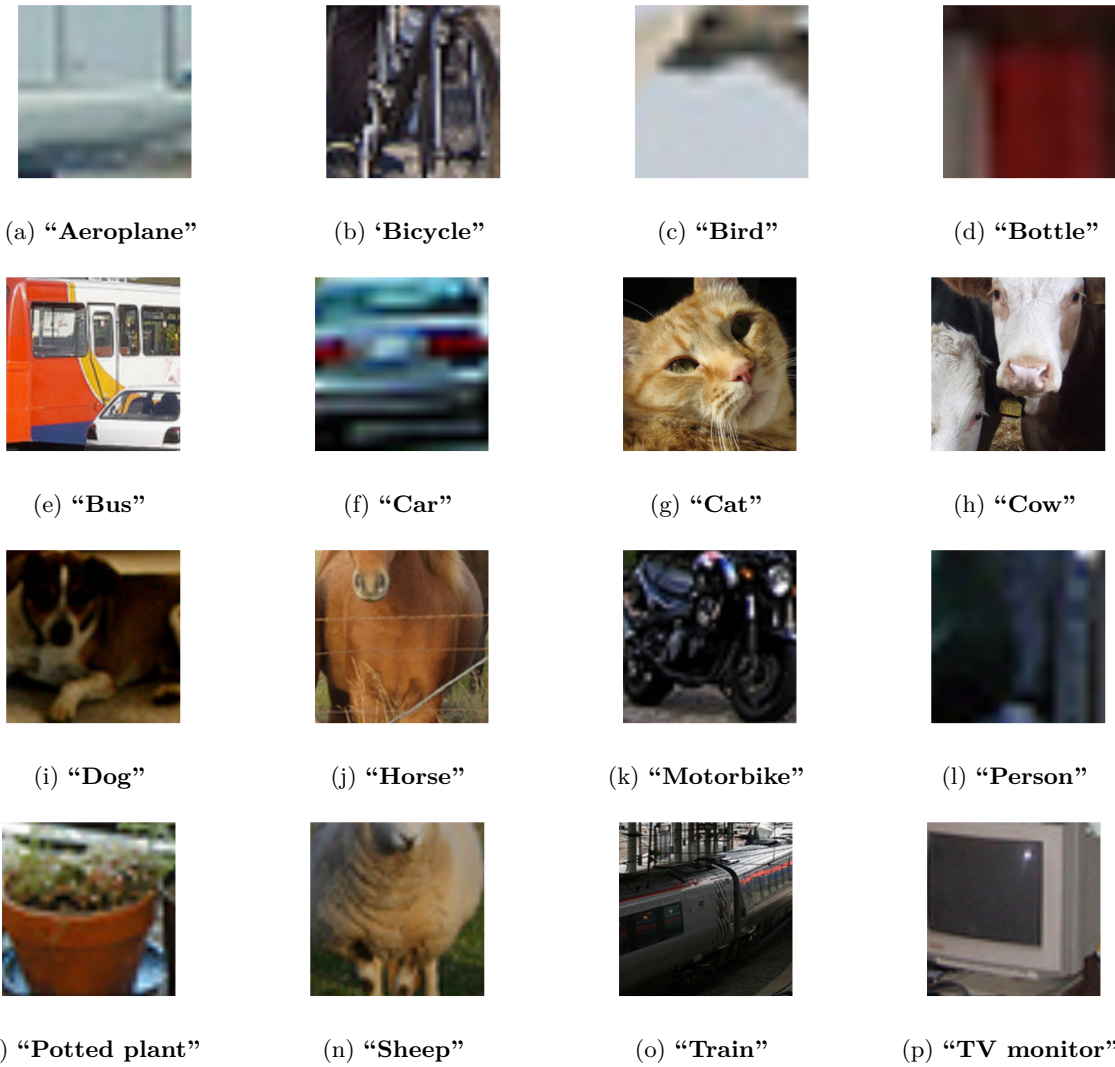 (a) “Aeroplane”
(b) ‘Bicycle”
(c) “Bird”
(d) “Bottle”
(e) “Bus”
(f) “Car”
(g) “Cat”
(h) “Cow”
(i) “Dog”
(j) “Horse”
(k) “Motorbike”
(l) “Person”
) “Potted plant”
(n) “Sheep”
(o) “Train”
(p) “TV monitor”